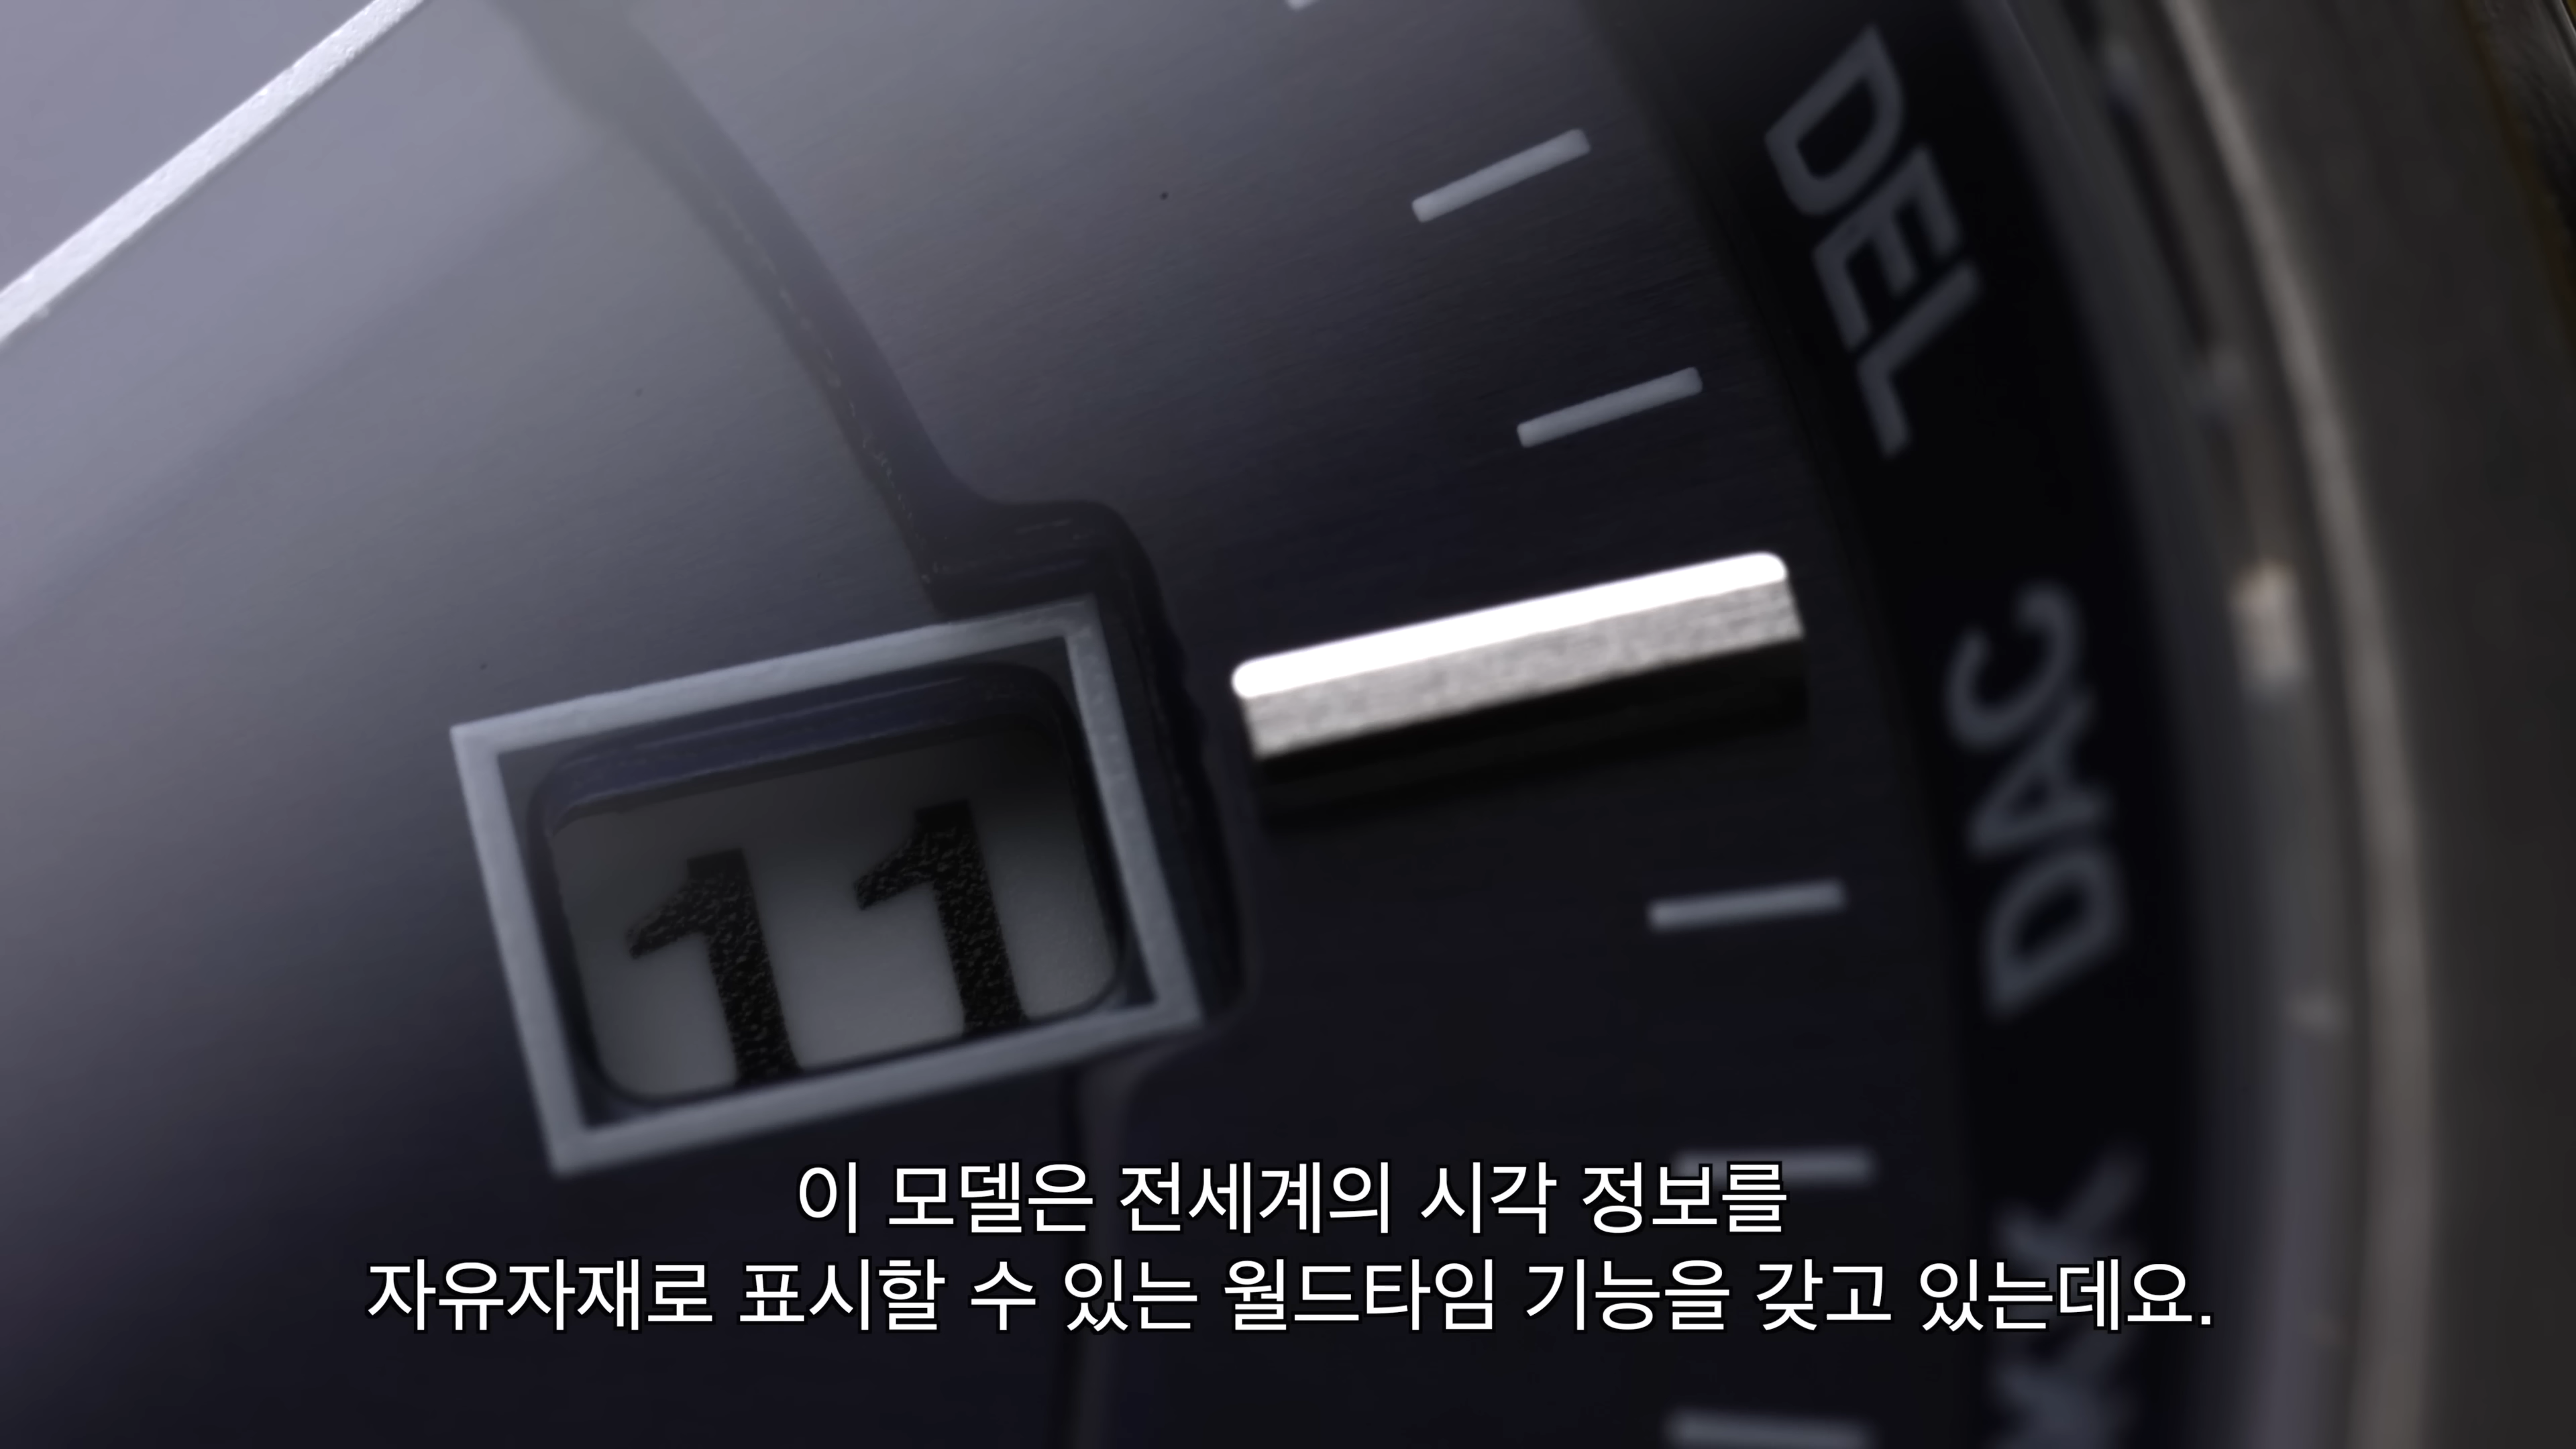 DEL
DAC
11
이 모델은 전세계의 시각 정보를
자유자재로 표시할 수 있는 월드타임 기능을 갖고 있는데요.